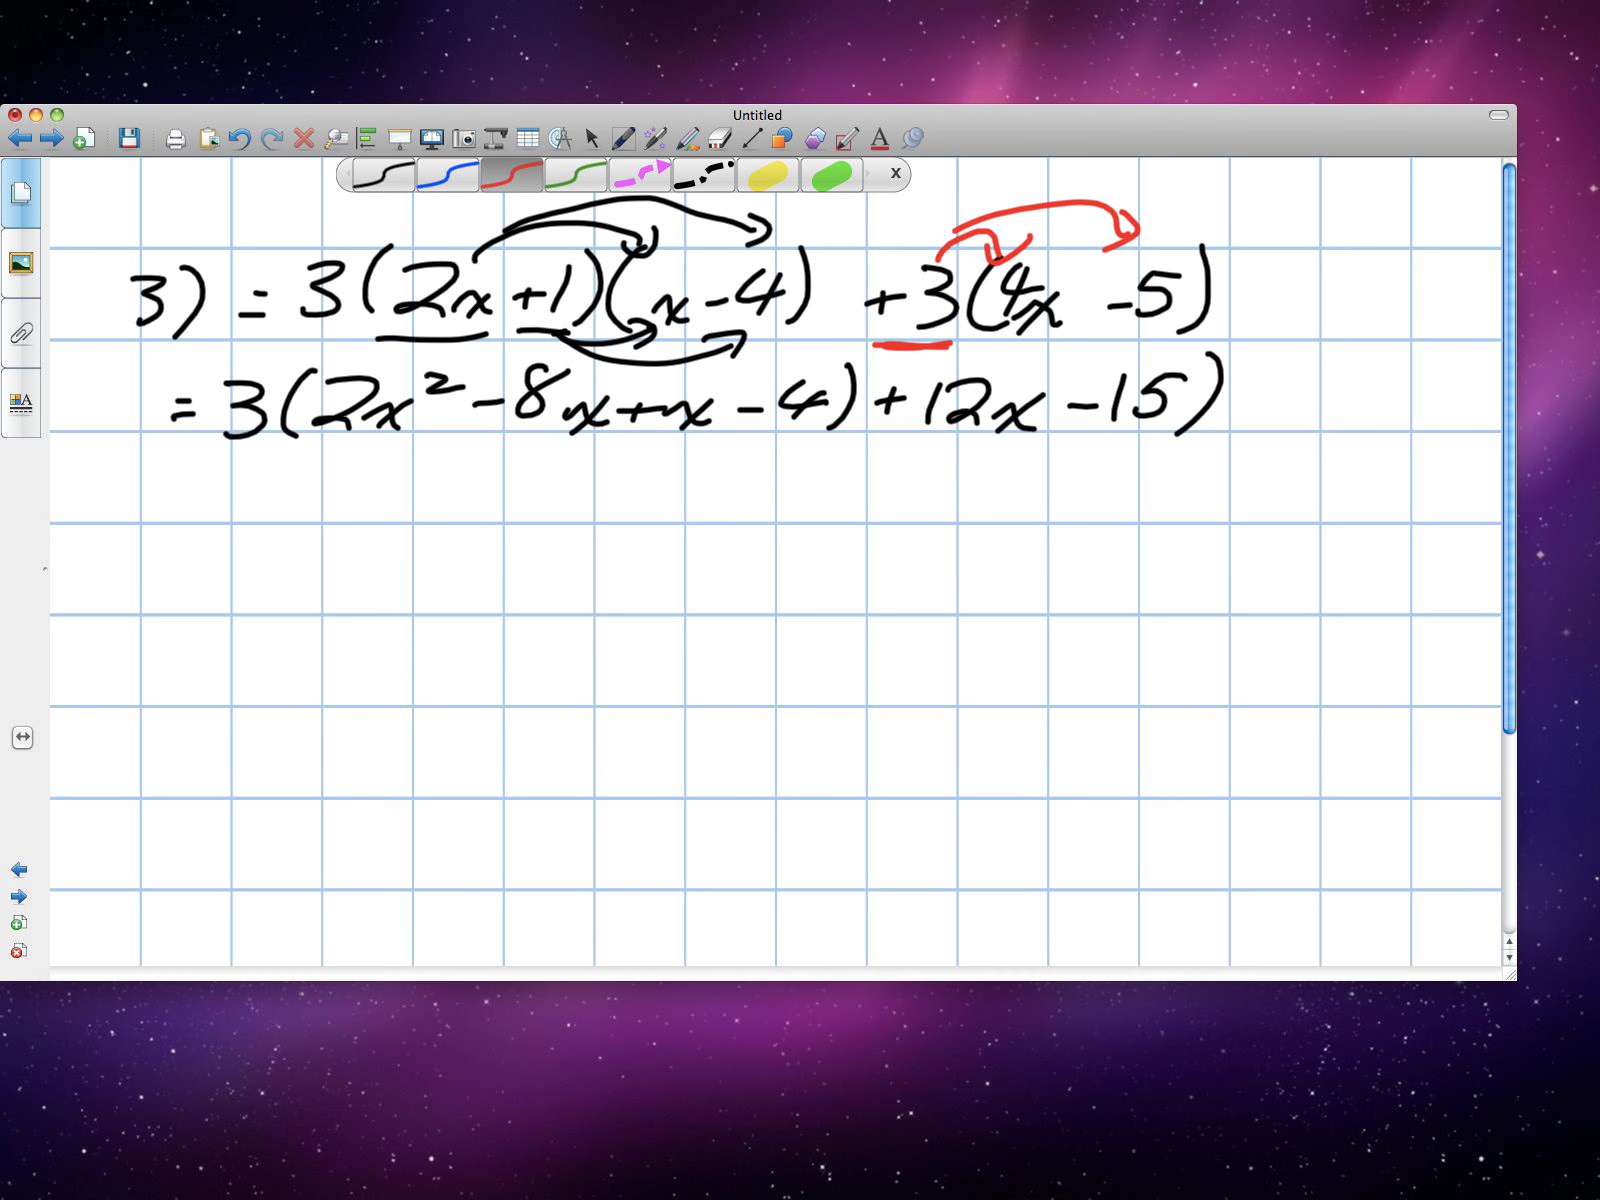 Untitled
A
x
A
3) = 3(2x+1)(x-4) +3(4x -5)
= 3(2x² -8x+x -4) +12x -15)